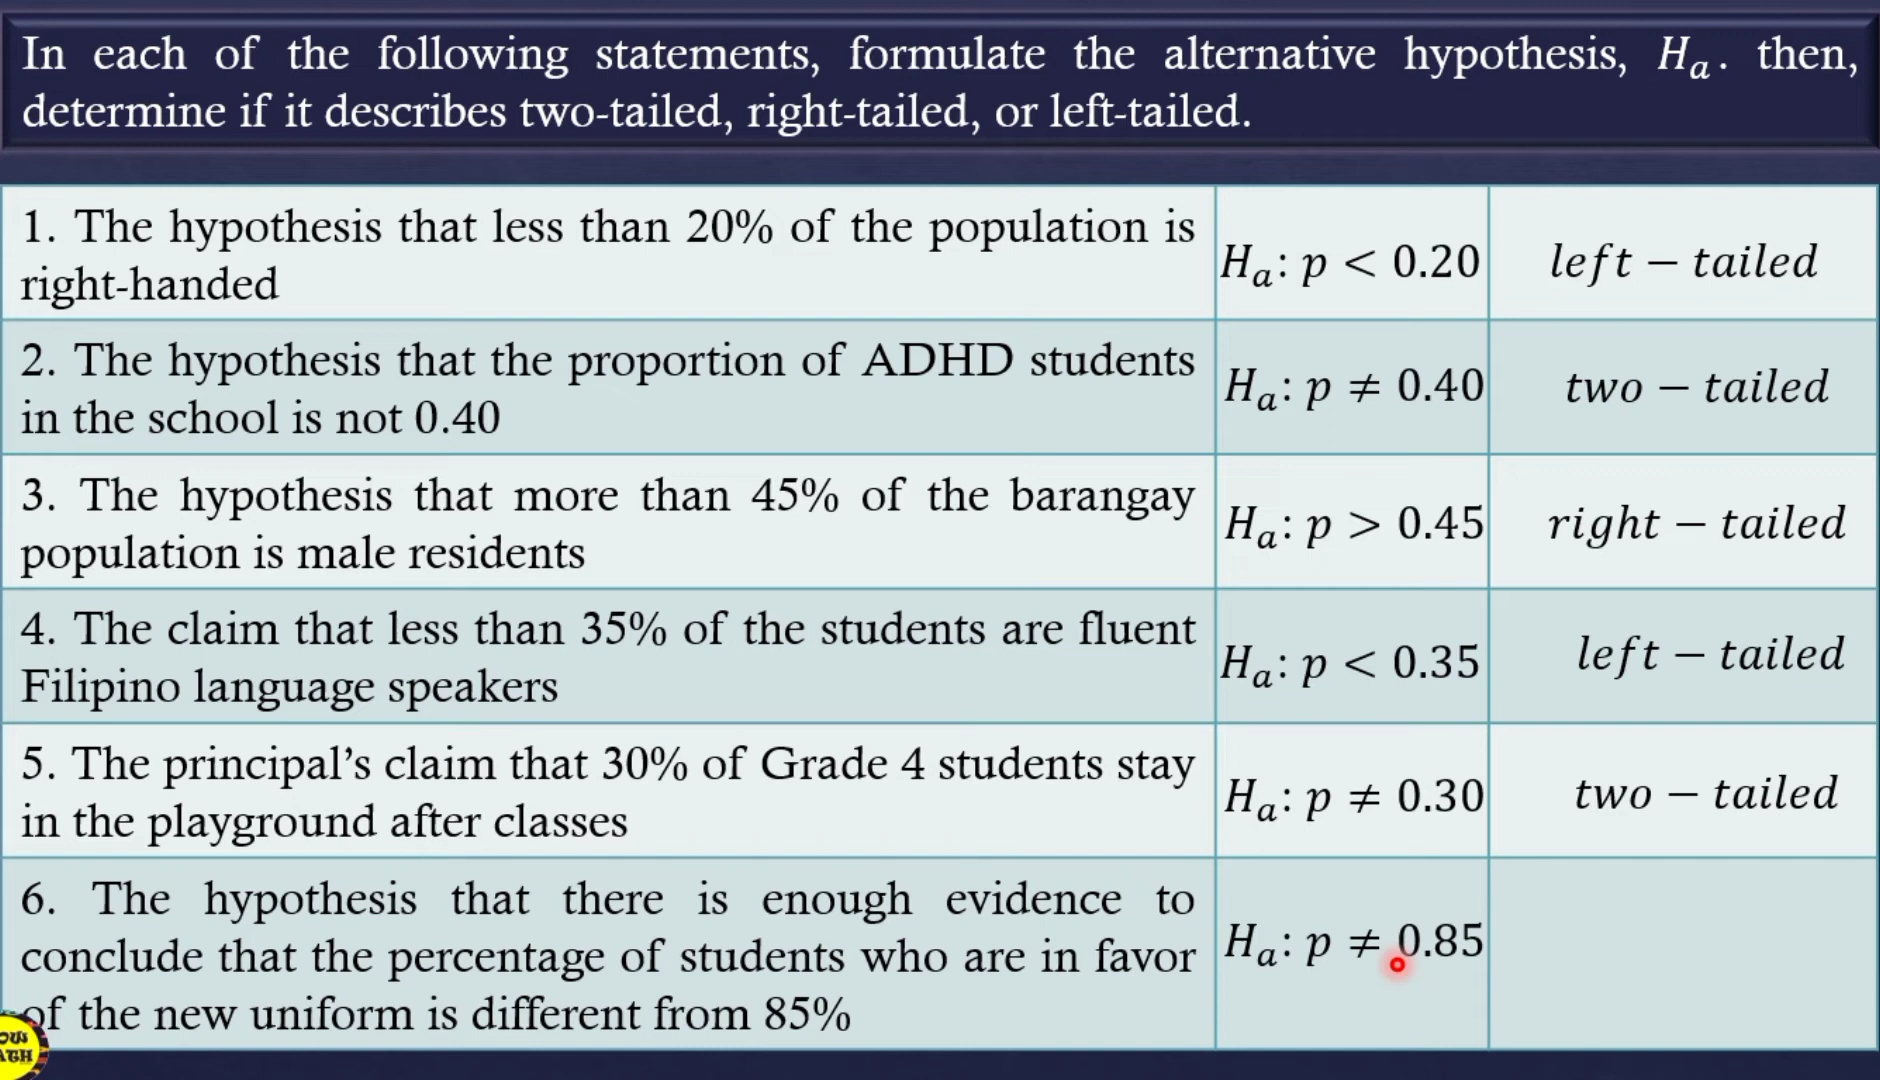 In each of the following statements, formulate the alternative hypothesis, Hₐ. then,
determine if it describes two-tailed, right-tailed, or left-tailed.
1. The hypothesis that less than 20% of the population is
right-handed
Hₐ: p < 0.20
left − tailed
2. The hypothesis that the proportion of ADHD students
in the school is not 0.40
Hₐ: p ≠ 0.40
two − tailed
3. The hypothesis that more than 45% of the barangay
population is male residents
Hₐ: p > 0.45
right − tailed
4. The claim that less than 35% of the students are fluent
Filipino language speakers
Hₐ: p < 0.35
left − tailed
5. The principal’s claim that 30% of Grade 4 students stay
in the playground after classes
Hₐ: p ≠ 0.30
two − tailed
6. The hypothesis that there is enough evidence to
conclude that the percentage of students who are in favor
of the new uniform is different from 85%
Hₐ: p ≠ 0.85